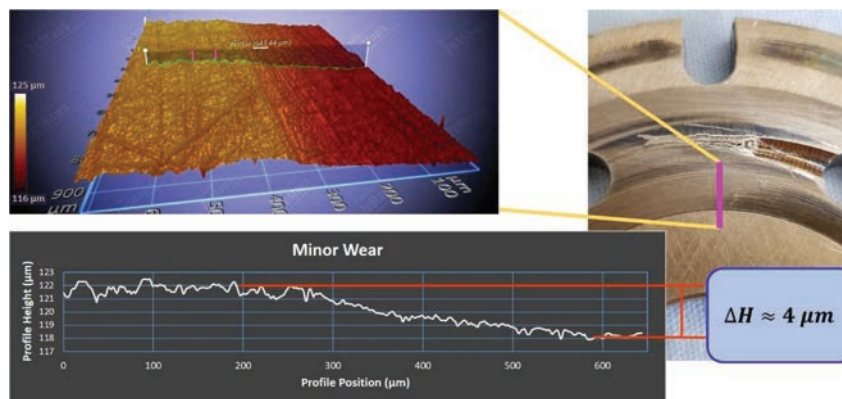 Profile (643.44 µm)
125 µm
116 µm
900
µm
400
300
200
100
µm
Minor Wear
Profile Height (µm)
123
122
121
120
119
118
117
0
100
200
300
400
500
600
Profile Position (µm)
ΔH ≈ 4 µm